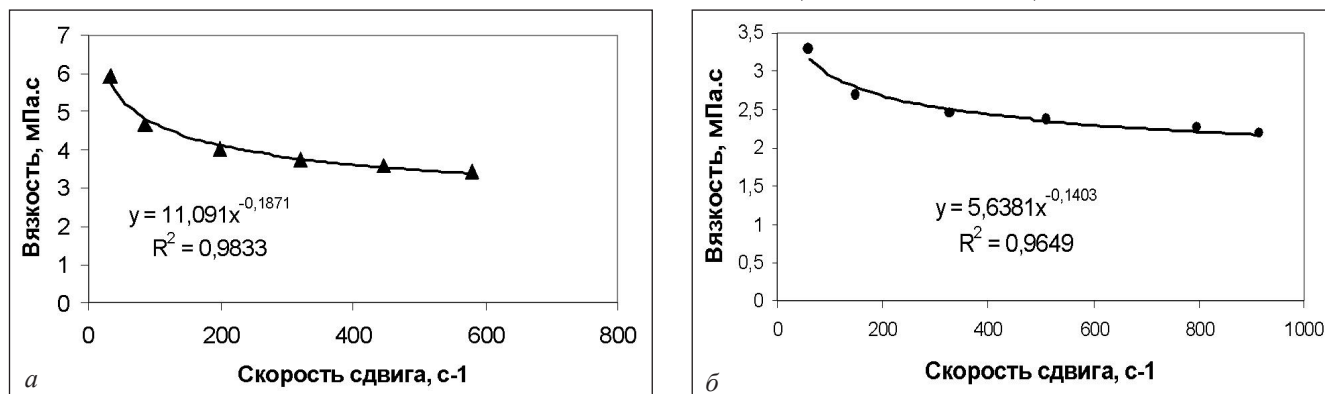 Вязкость, мПа.с
7
6
5
4
3
2
1
0
y = 11,091x^-0,1871
R^2 = 0,9833
0 200 400 600 800
Скорость сдвига, с-1
а
Вязкость, мПа.с
3,5
3
2,5
2
1,5
1
0,5
0
y = 5,6381x^-0,1403
R^2 = 0,9649
0 200 400 600 800 1000
Скорость сдвига, с-1
б